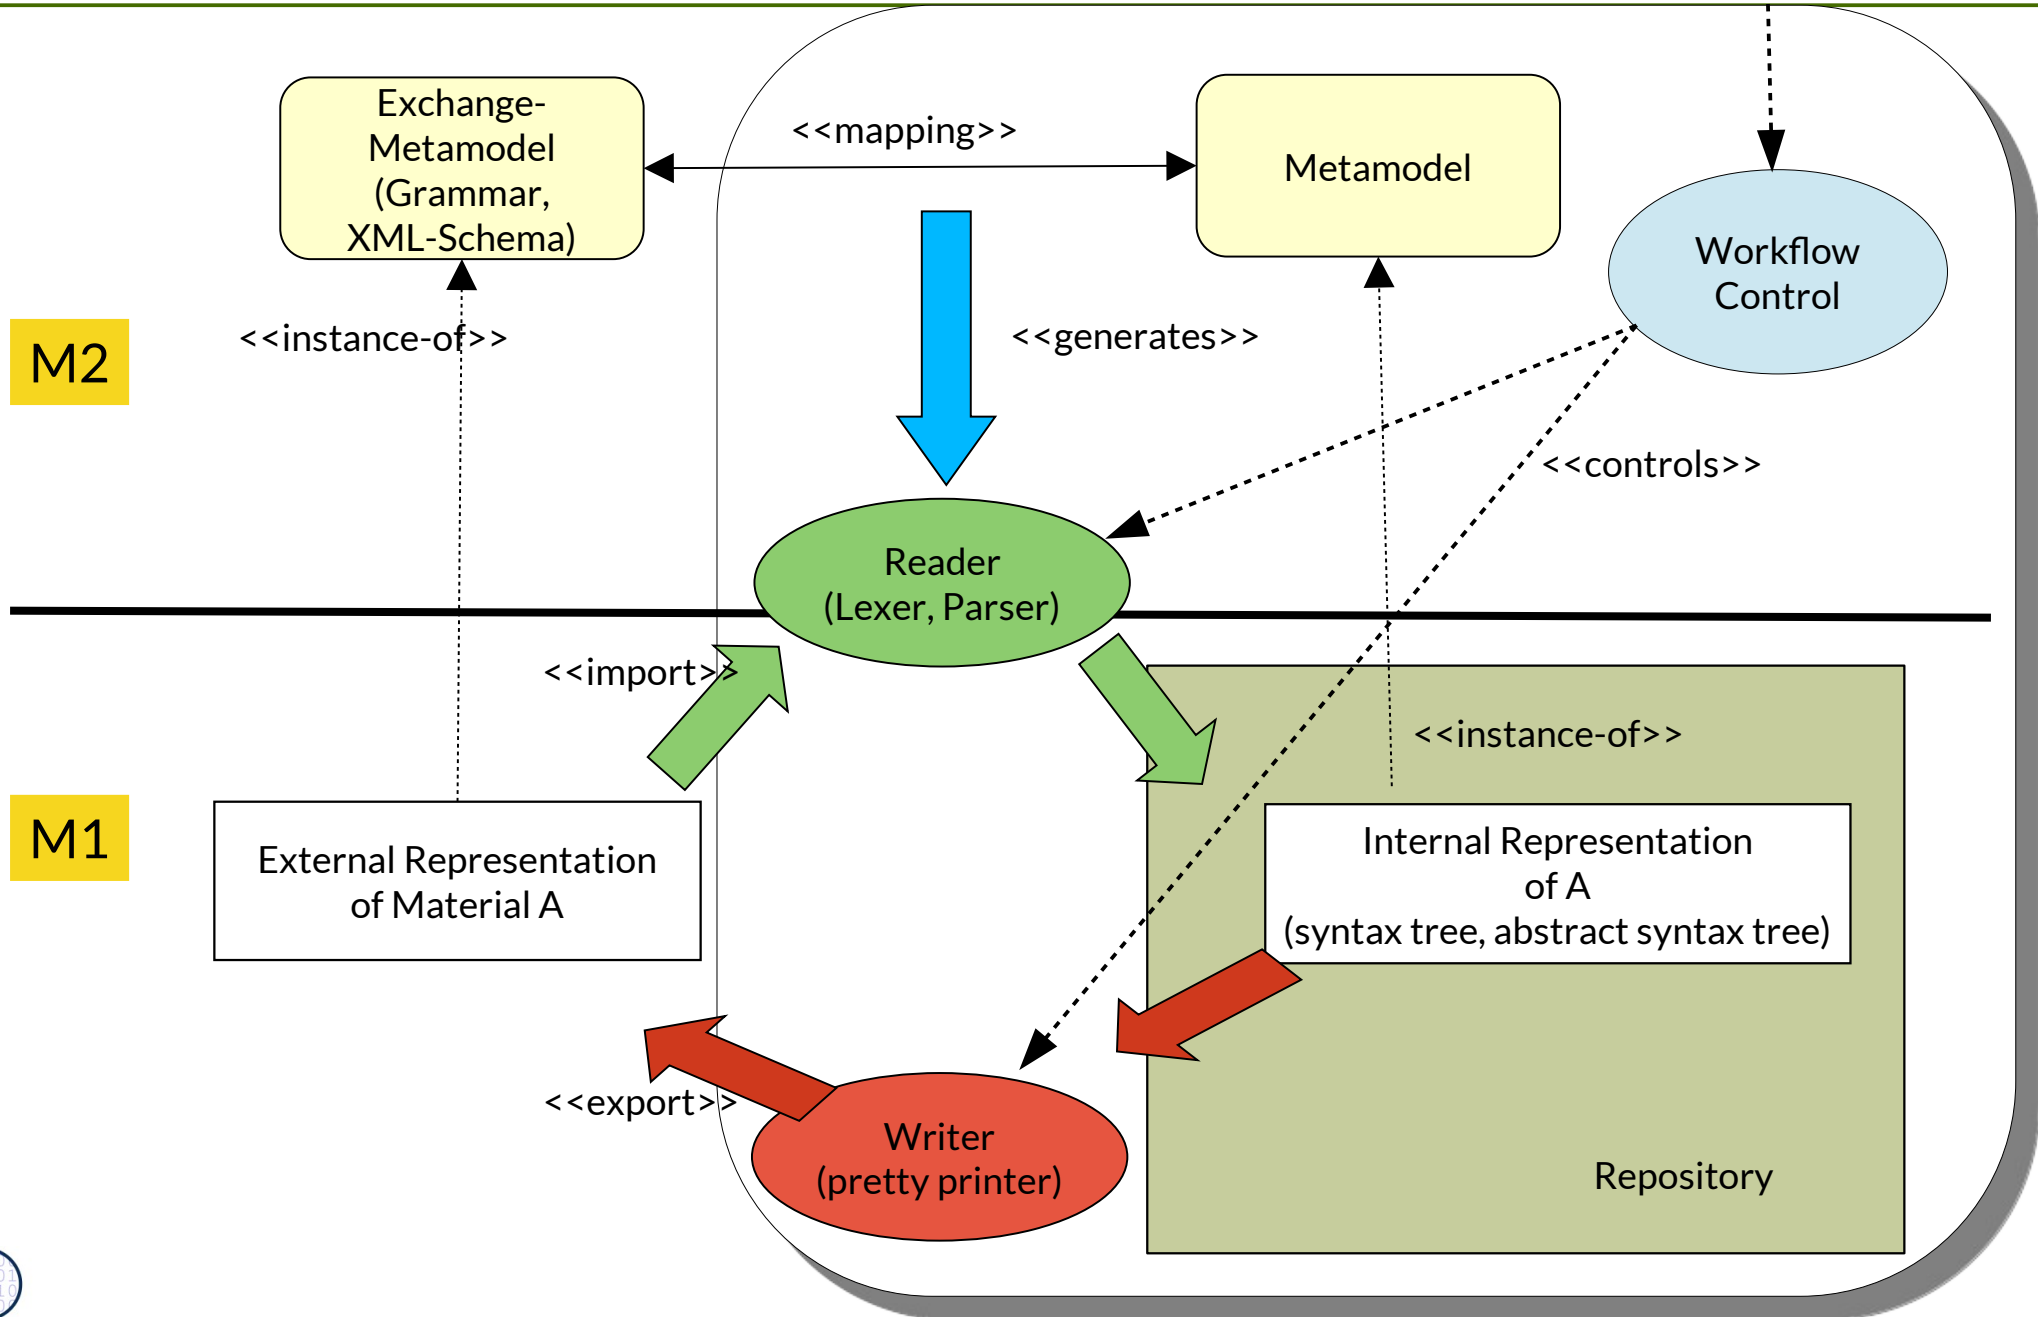 Exchange-
Metamodel
(Grammar,
XML-Schema)
<<mapping>>
Metamodel
Workflow
Control
<<instance-of>>
<<generates>>
M2
<<controls>>
Reader
(Lexer, Parser)
<<import>>
<<instance-of>>
M1
External Representation
of Material A
Internal Representation
of A
(syntax tree, abstract syntax tree)
<<export>>
Writer
(pretty printer)
Repository